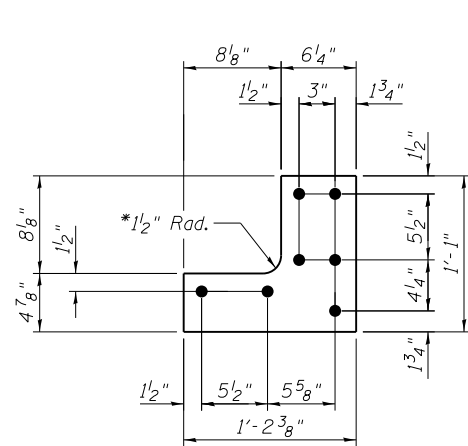 8 1/8" 6 1/4"
1 1/2" 3" 1 3/4"
1 1/2"
8 1/8"
1 1/2"
*1 1/2" Rad.
5 1/2"
1'-1"
4 7/8"
4 1/4"
1 3/4"
1 1/2" 5 1/2" 5 5/8"
1'-2 3/8"